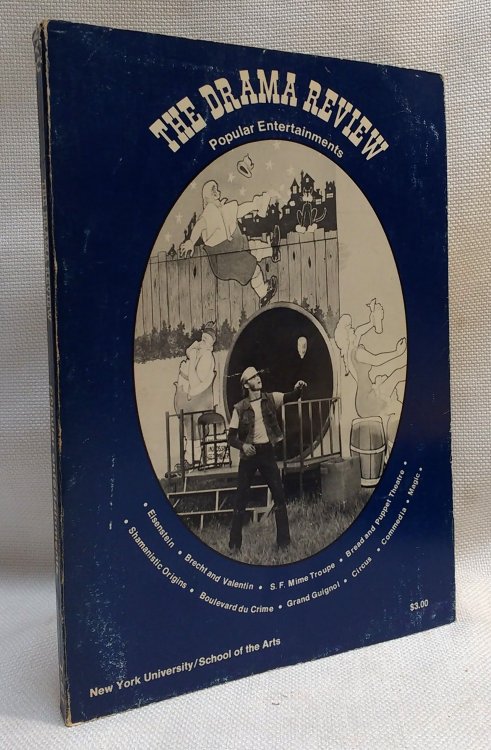 THE DRAMA REVIEW
Popular Entertainments
• Eisenstein • Brecht and Valentin • S.F. Mime Troupe • Bread and Puppet Theatre •
• Shamanistic Origins • Boulevard du Crime • Grand Guignol • Circus • Commedia • Magic •
$3.00
New York University/School of the Arts